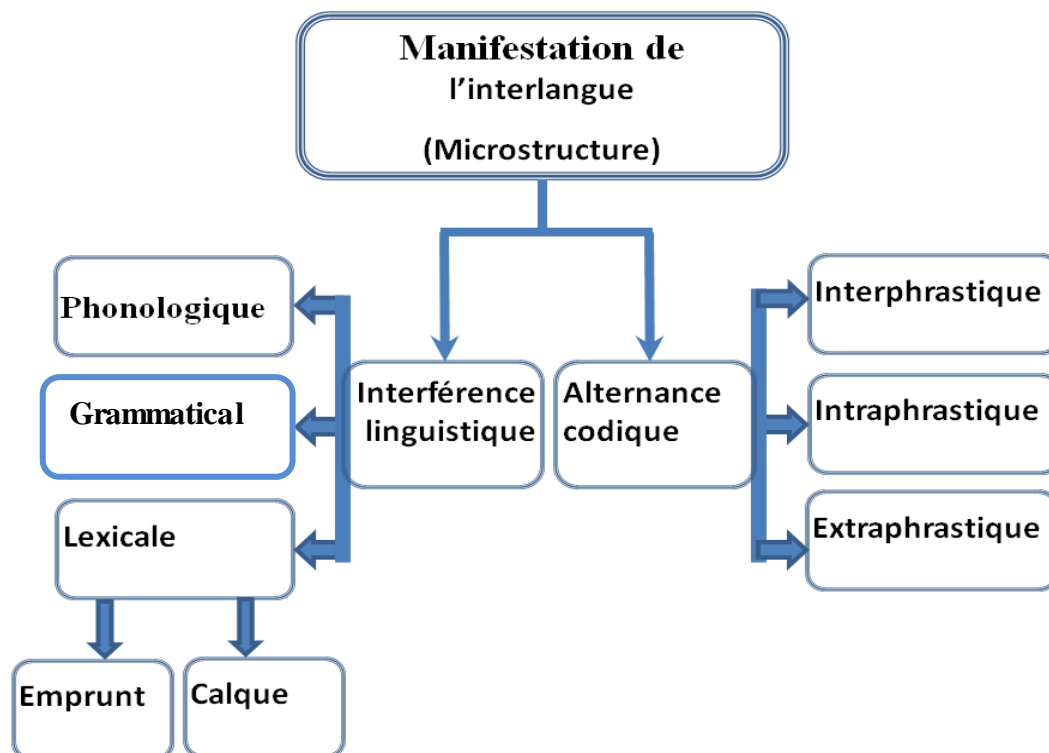 Manifestation de
l’interlangue
(Microstructure)
Phonologique
Grammatical
Lexicale
Emprunt
Calque
Interférence
linguistique
Alternance
codique
Interphrastique
Intraphrastique
Extraphrastique